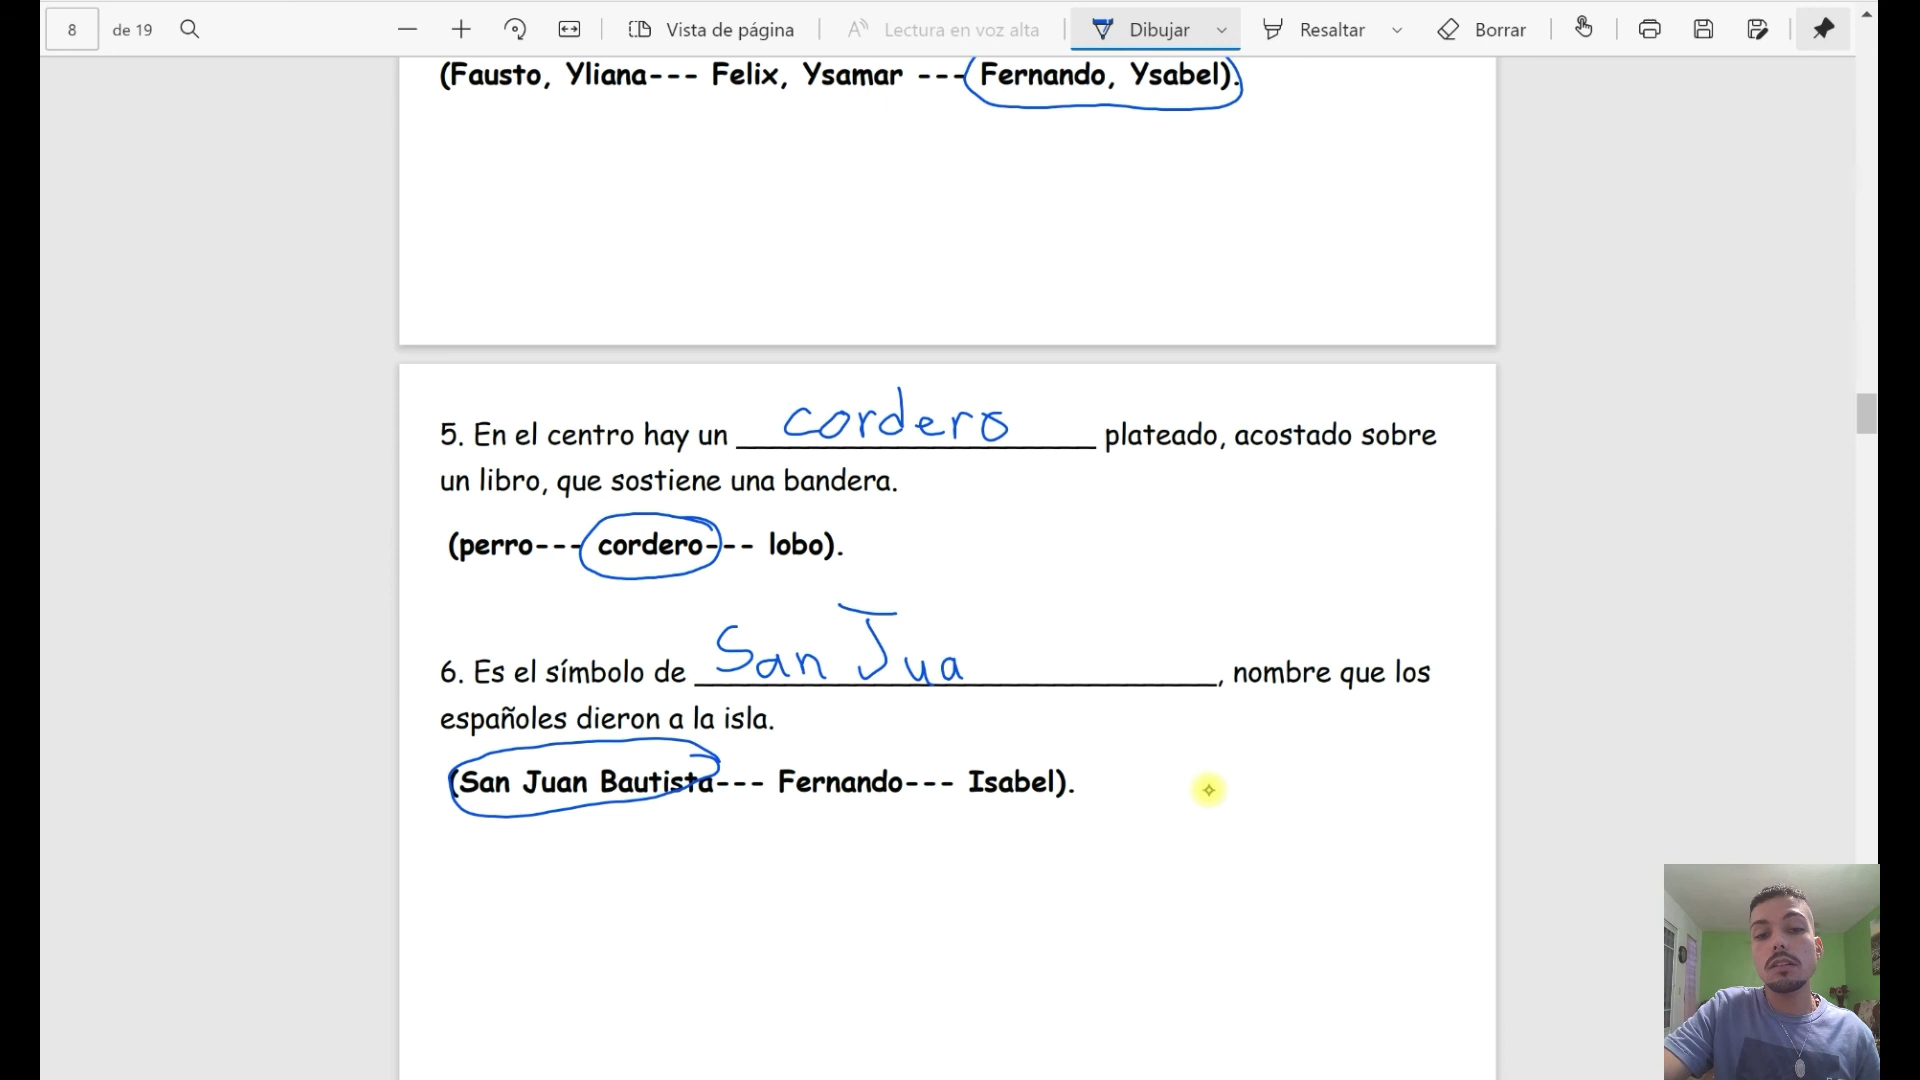 8 de 19 Vista de página Lectura en voz alta Dibujar Resaltar Borrar
(Fausto, Yliana--- Felix, Ysamar --- Fernando, Ysabel).
5. En el centro hay un cordero plateado, acostado sobre
un libro, que sostiene una bandera.
(perro--- cordero--- lobo).
6. Es el símbolo de San Jua, nombre que los
españoles dieron a la isla.
(San Juan Bautista--- Fernando--- Isabel).